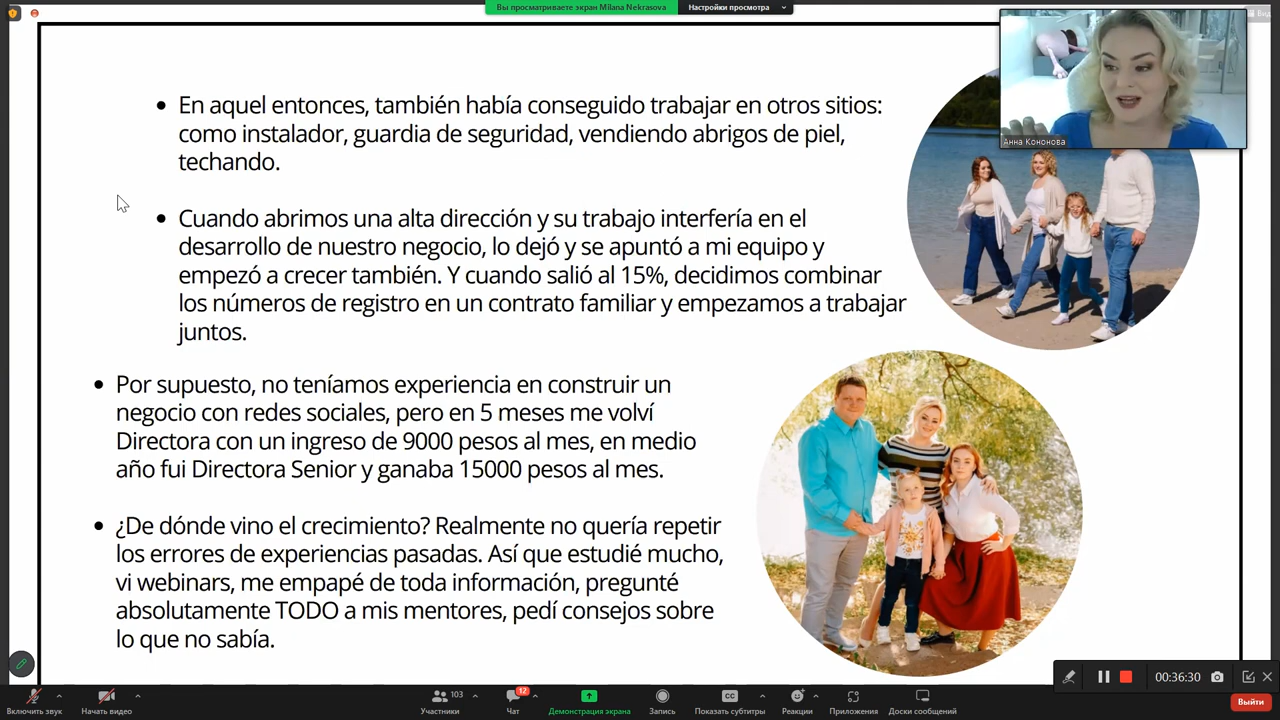 Вы просматриваете экран Milana Nekrasova
Настройки просмотра
Вид
Анна Кононова
• En aquel entonces, también había conseguido trabajar en otros sitios:
como instalador, guardia de seguridad, vendiendo abrigos de piel,
techando.
• Cuando abrimos una alta dirección y su trabajo interfería en el
desarrollo de nuestro negocio, lo dejó y se apuntó a mi equipo y
empezó a crecer también. Y cuando salió al 15%, decidimos combinar
los números de registro en un contrato familiar y empezamos a trabajar
juntos.
• Por supuesto, no teníamos experiencia en construir un
negocio con redes sociales, pero en 5 meses me volví
Directora con un ingreso de 9000 pesos al mes, en medio
año fui Directora Senior y ganaba 15000 pesos al mes.
• ¿De dónde vino el crecimiento? Realmente no quería repetir
los errores de experiencias pasadas. Así que estudié mucho,
vi webinars, me empapé de toda información, pregunté
absolutamente TODO a mis mentores, pedí consejos sobre
lo que no sabía.
00:36:30
Включить звук
Начать видео
103
Участники
12
Чат
Демонстрация экрана
Запись
CC
Показать субтитры
Реакции
Приложения
Доски сообщений
Выйти